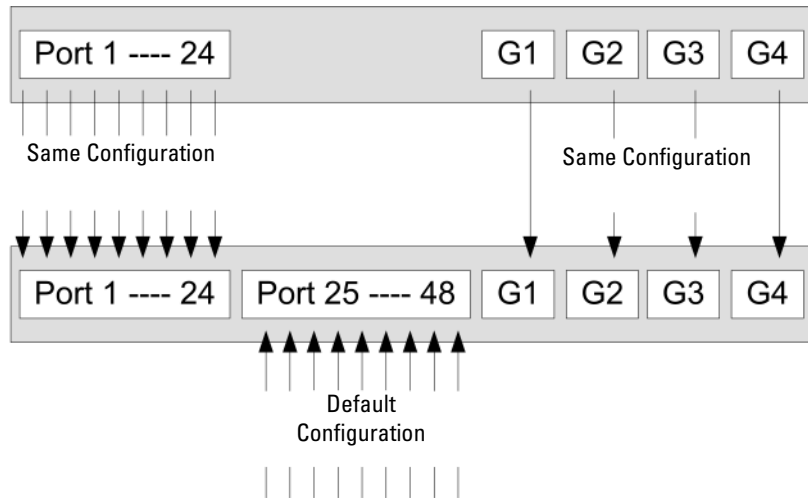 Port 1 ---- 24 G1 G2 G3 G4
Same Configuration Same Configuration
Port 1 ---- 24 Port 25 ---- 48 G1 G2 G3 G4
Default
Configuration